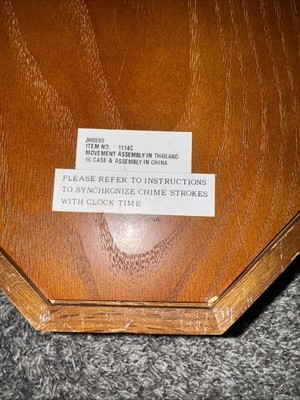 JH0898
ITEM NO. 1114C
MOVEMENT ASSEMBLY IN THAILAND
CASE & ASSEMBLY IN CHINA
PLEASE REFER TO INSTRUCTIONS
TO SYNCHRONIZE CHIME STROKES
WITH CLOCK TIME